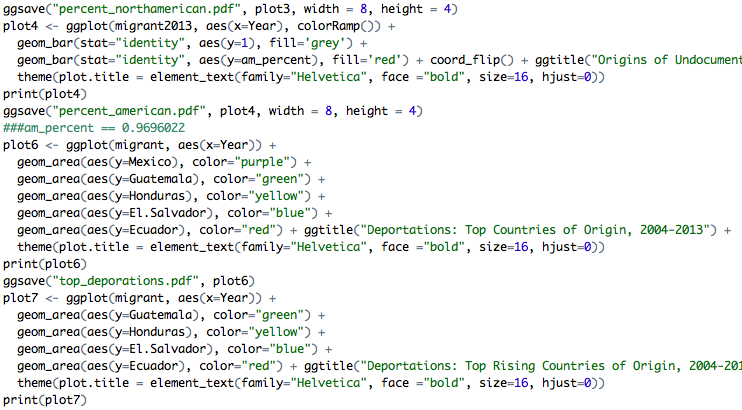 ggsave("percent_northamerican.pdf", plot3, width = 8, height = 4)
plot4 <- ggplot(migrant2013, aes(x=Year), colorRamp()) +
  geom_bar(stat="identity", aes(y=1), fill='grey') +
  geom_bar(stat="identity", aes(y=am_percent), fill='red') + coord_flip() + ggtitle("Origins of Undocument
  theme(plot.title = element_text(family="Helvetica", face ="bold", size=16, hjust=0))
print(plot4)
ggsave("percent_american.pdf", plot4, width = 8, height = 4)
###am_percent == 0.9696022
plot6 <- ggplot(migrant, aes(x=Year)) +
  geom_area(aes(y=Mexico), color="purple") +
  geom_area(aes(y=Guatemala), color="green") +
  geom_area(aes(y=Honduras), color="yellow") +
  geom_area(aes(y=El.Salvador), color="blue") +
  geom_area(aes(y=Ecuador), color="red") + ggtitle("Deportations: Top Countries of Origin, 2004-2013") +
  theme(plot.title = element_text(family="Helvetica", face ="bold", size=16, hjust=0))
print(plot6)
ggsave("top_deporations.pdf", plot6)
plot7 <- ggplot(migrant, aes(x=Year)) +
  geom_area(aes(y=Guatemala), color="green") +
  geom_area(aes(y=Honduras), color="yellow") +
  geom_area(aes(y=El.Salvador), color="blue") +
  geom_area(aes(y=Ecuador), color="red") + ggtitle("Deportations: Top Rising Countries of Origin, 2004-201
  theme(plot.title = element_text(family="Helvetica", face ="bold", size=16, hjust=0))
print(plot7)